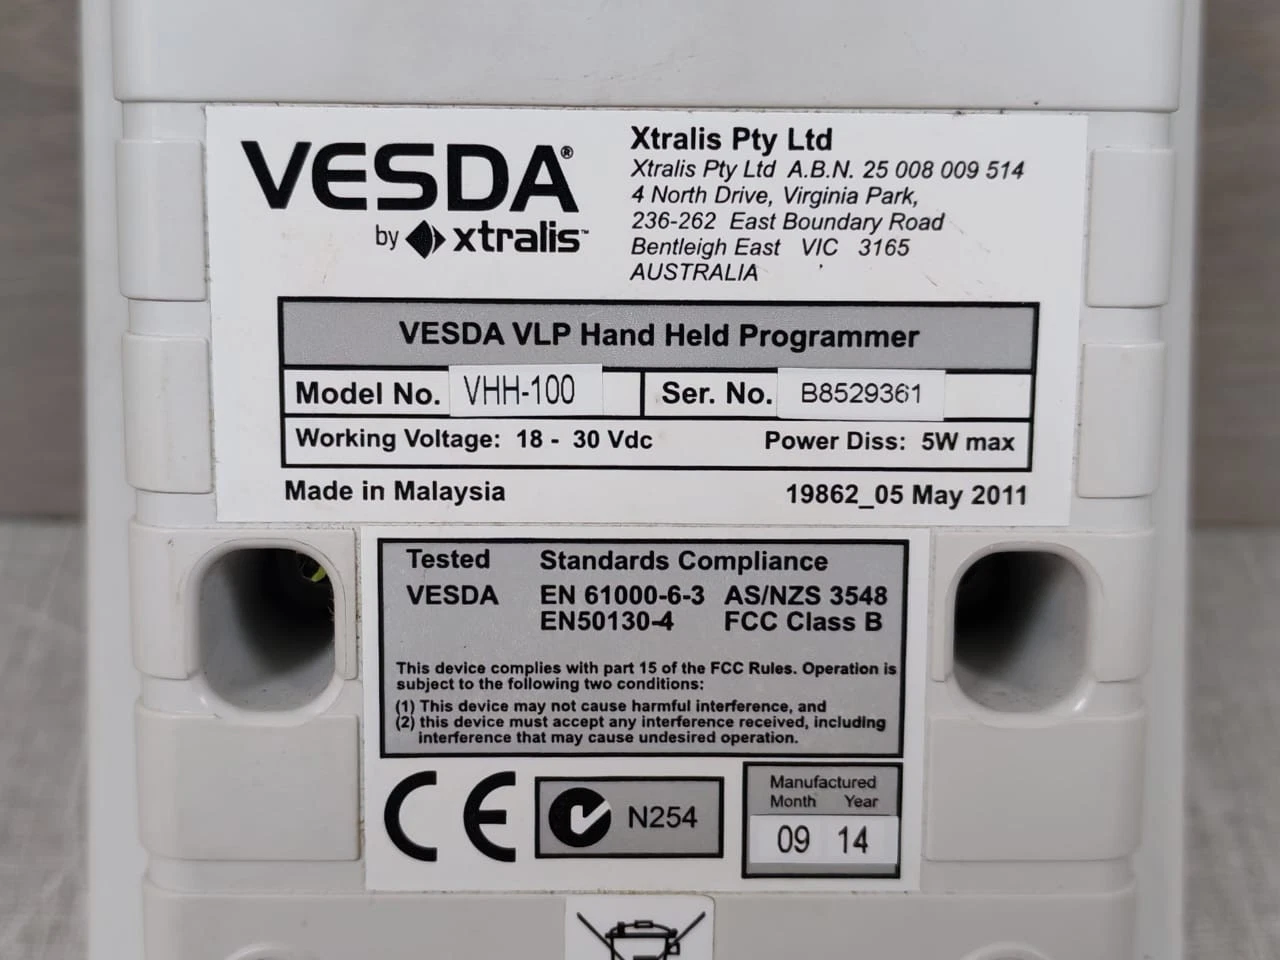 VESDA®
by xtralis™
Xtralis Pty Ltd
Xtralis Pty Ltd A.B.N. 25 008 009 514
4 North Drive, Virginia Park,
236-262 East Boundary Road
Bentleigh East VIC 3165
AUSTRALIA
VESDA VLP Hand Held Programmer
Model No. VHH-100 Ser. No. B8529361
Working Voltage: 18 - 30 Vdc Power Diss: 5W max
Made in Malaysia 19862_05 May 2011
Tested Standards Compliance
VESDA EN 61000-6-3 AS/NZS 3548
EN50130-4 FCC Class B
This device complies with part 15 of the FCC Rules. Operation is
subject to the following two conditions:
(1) This device may not cause harmful interference, and
(2) this device must accept any interference received, including
interference that may cause undesired operation.
CE N254
Manufactured
Month Year
09 14